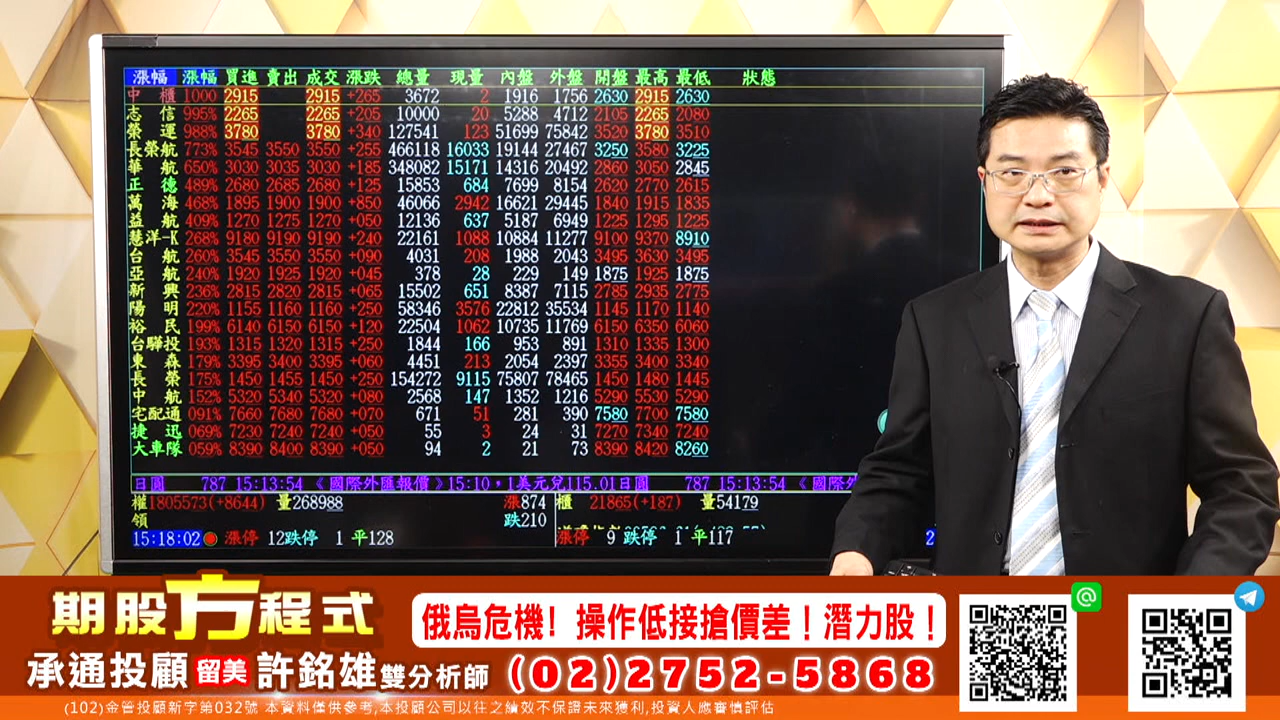 漲幅 漲幅 買進 賣出 成交 漲跌 總量 現量 內盤 外盤 開盤 最高 最低 狀態
中櫃 1000 2915 2915 +265 3672 2 1916 1756 2630 2915 2630
志信 995% 2265 2265 +205 10000 20 5288 4712 2105 2265 2080
榮運 988% 3780 3780 +340 127541 123 51699 75842 3520 3780 3510
長榮航 773% 3545 3550 3550 +255 466118 16033 19144 27467 3250 3580 3225
華航 650% 3030 3035 3030 +185 348082 15171 14316 20492 2860 3050 2845
正德 489% 2680 2685 2680 +125 15853 684 7699 8154 2620 2770 2615
萬海 468% 1895 1900 1900 +850 46066 2942 16621 29445 1840 1915 1835
益航 409% 1270 1275 1270 +050 12136 637 5187 6949 1225 1295 1225
慧洋-K 268% 9180 9190 9190 +240 22161 1088 10884 11277 9100 9370 8910
台航 260% 3545 3550 3550 +090 4031 208 1988 2043 3495 3630 3495
亞航 240% 1920 1925 1920 +045 378 28 229 149 1875 1925 1875
新興 236% 2815 2820 2815 +065 15502 651 8387 7115 2785 2935 2775
陽明 220% 1155 1160 1160 +250 58346 3576 22812 35534 1145 1170 1140
裕民 199% 6140 6150 6150 +120 22504 1062 10735 11769 6150 6350 6060
台驊投 193% 1315 1320 1315 +250 1844 166 953 891 1310 1335 1300
東森 179% 3395 3400 3395 +060 4451 213 2054 2397 3355 3400 3340
長榮 175% 1450 1455 1450 +250 154272 9115 75807 78465 1450 1480 1445
中航 152% 5320 5340 5320 +080 2568 147 1352 1216 5290 5530 5290
宅配通 091% 7660 7680 7680 +070 671 51 281 390 7580 7700 7580
捷迅 069% 7230 7240 7240 +050 55 3 24 31 7270 7340 7240
大車隊 059% 8390 8400 8390 +050 94 2 21 73 8390 8420 8260
日圓 787 15:13:54 《國際外匯報價》15:10,1美元兌115.01日圓 787 15:13:54 《國際外
權1805573(+8644) 量268988 漲874 櫃 21865(+187) 量54179
領 跌210
15:18:02 漲停 12跌停 1 平128 漲停 9 跌停 1 平117 2
期股方程式
俄烏危機! 操作低接搶價差!潛力股!
承通投顧 留美 許銘雄 雙分析師 (02)2752-5868
(102)金管投顧新字第032號 本資料僅供參考,本投顧公司以往之績效不保證未來獲利,投資人應審慎評估